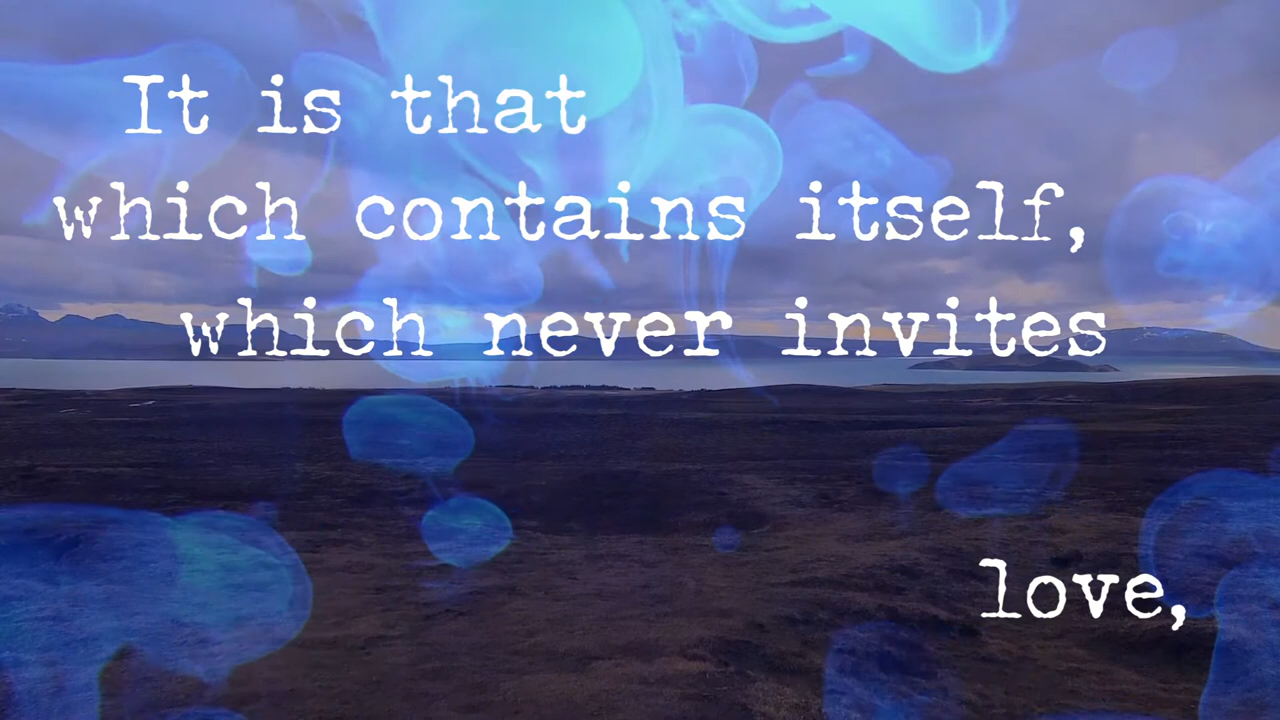 It is that
which contains itself,
which never invites
love,